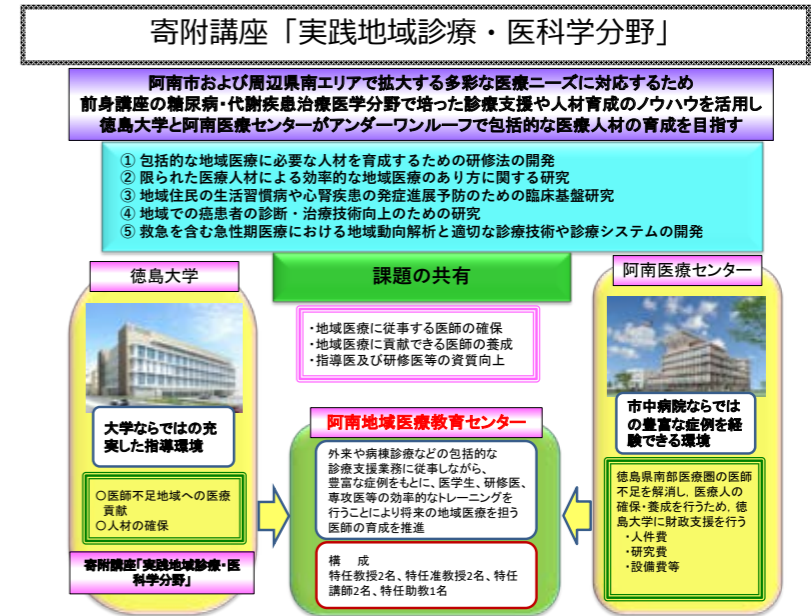 寄附講座「実践地域診療・医科学分野」
阿南市および周辺県南エリアで拡大する多彩な医療ニーズに対応するため
前身講座の糖尿病・代謝疾患治療医学分野で培った診療支援や人材育成のノウハウを活用し
徳島大学と阿南医療センターがアンダーワンルーフで包括的な医療人材の育成を目指す
① 包括的な地域医療に必要な人材を育成するための研修法の開発
② 限られた医療人材による効率的な地域医療のあり方に関する研究
③ 地域住民の生活習慣病や心腎疾患の発症進展予防のための臨床基盤研究
④ 地域での癌患者の診断・治療技術向上のための研究
⑤ 救急を含む急性期医療における地域動向解析と適切な診療技術や診療システムの開発
徳島大学
大学ならではの充
実した指導環境
○医師不足地域への医療
貢献
○人材の確保
寄附講座「実践地域診療・医
科学分野」
課題の共有
・地域医療に従事する医師の確保
・地域医療に貢献できる医師の養成
・指導医及び研修医等の資質向上
阿南地域医療教育センター
外来や病棟診療などの包括的な
診療支援業務に従事しながら、
豊富な症例をもとに、医学生、研修医、
専攻医等の効率的なトレーニングを
行うことにより将来の地域医療を担う
医師の育成を推進
構 成
特任教授2名、特任准教授2名、特任
講師2名、特任助教1名
阿南医療センター
市中病院ならでは
の豊富な症例を経
験できる環境
徳島県南部医療圏の医師
不足を解消し，医療人の
確保・養成を行うため，徳
島大学に財政支援を行う
・人件費
・研究費
・設備費等